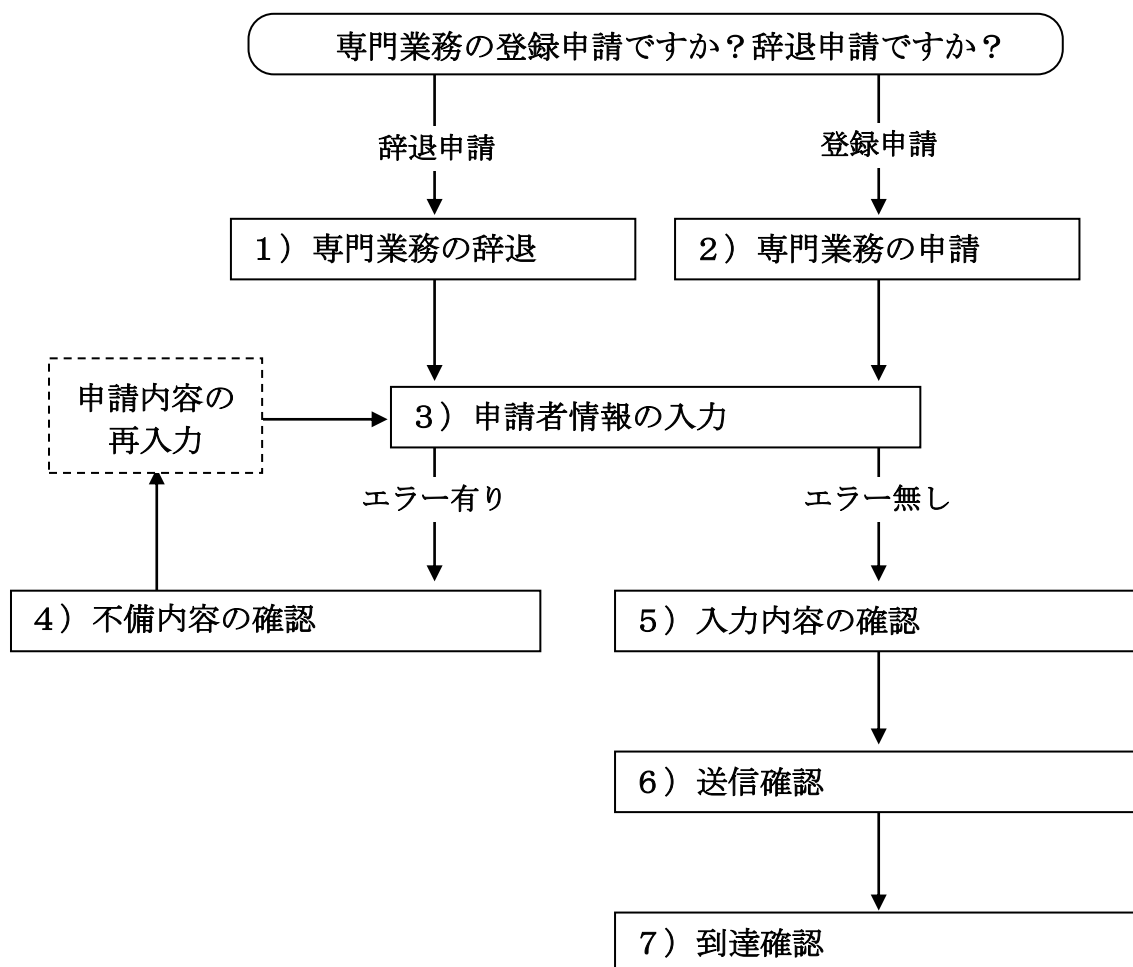 専門業務の登録申請ですか？辞退申請ですか？
辞退申請
登録申請
１）専門業務の辞退
２）専門業務の申請
申請内容の
再入力
３）申請者情報の入力
エラー有り
エラー無し
４）不備内容の確認
５）入力内容の確認
６）送信確認
７）到達確認